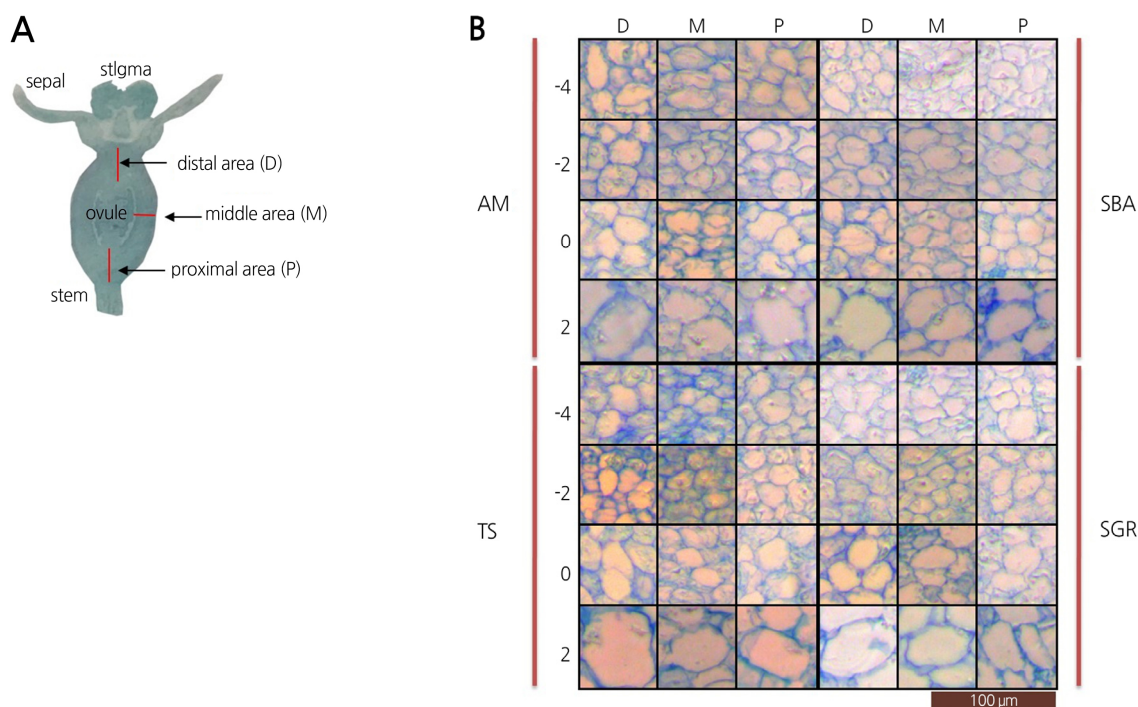 A
sepal
stlgma
distal area (D)
ovule
middle area (M)
proximal area (P)
stem
B
D M P D M P
-4
-2
AM
SBA
0
2
-4
-2
TS
SGR
0
2
100 µm